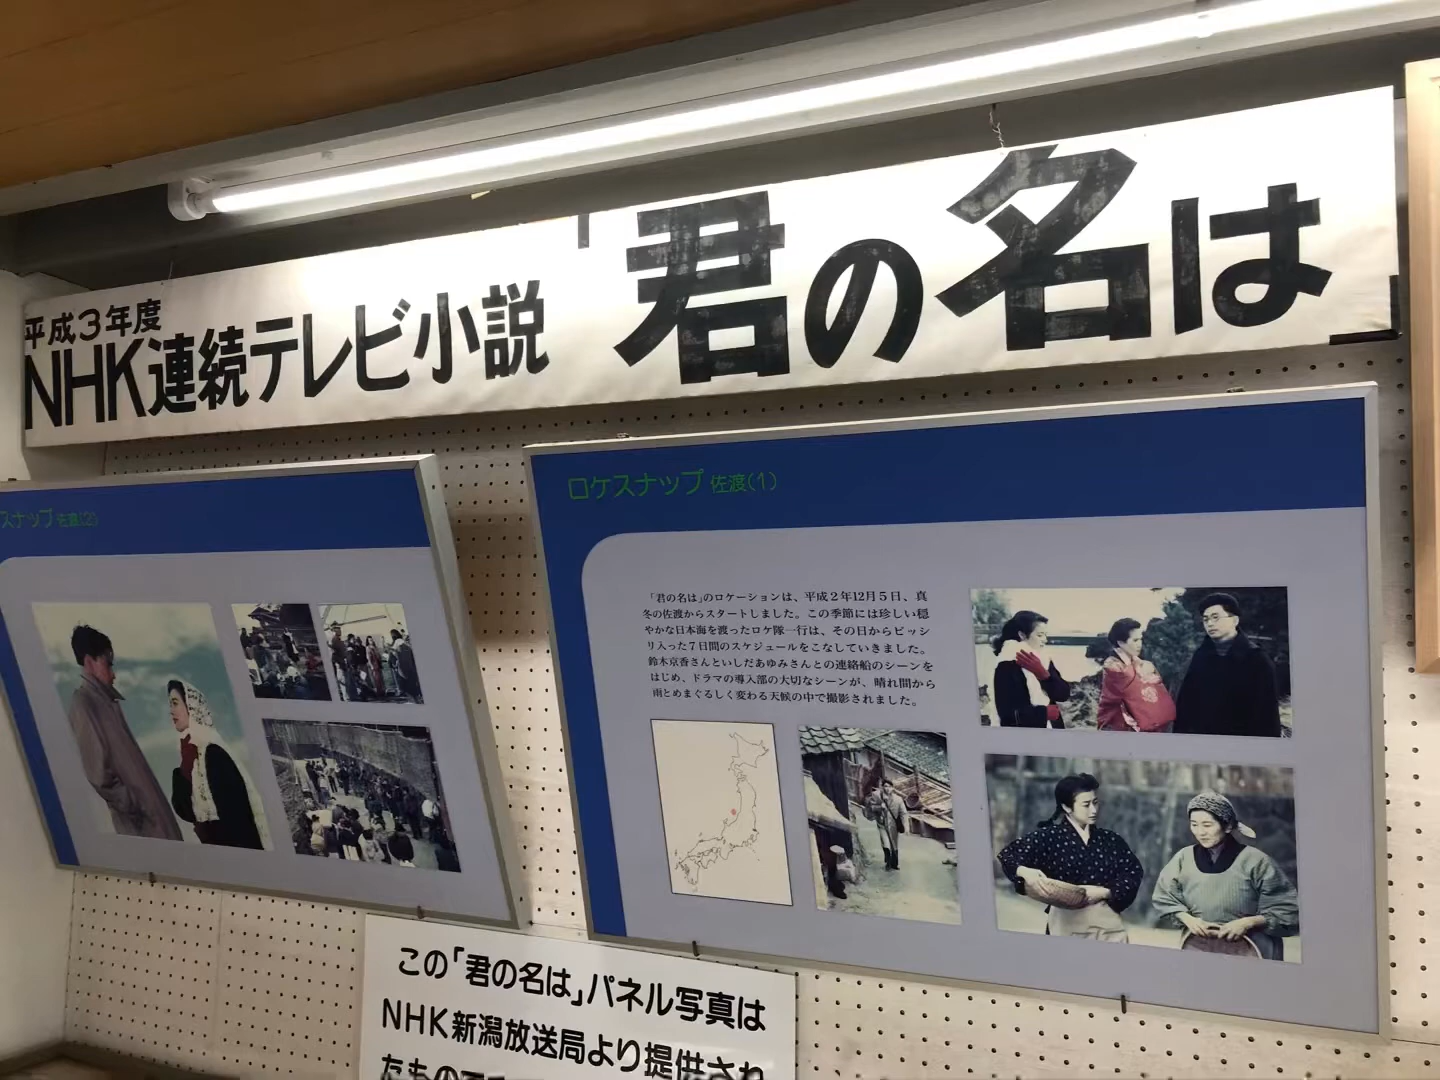 平成3年度
NHK連続テレビ小説「君の名は」
スナップ 佐渡(2)
ロケスナップ 佐渡(1)
「君の名は」のロケーションは、平成2年12月5日、真
冬の佐渡からスタートしました。この季節には珍しい穏
やかな日本海を渡ったロケ隊一行は、その日からビッシ
リ入った7日間のスケジュールをこなしていきました。
鈴木京香さんといしだあゆみさんとの連絡船のシーンを
はじめ、ドラマの導入部の大切なシーンが、晴れ間から
雨とめまぐるしく変わる天候の中で撮影されました。
この「君の名は」パネル写真は
NHK新潟放送局より提供され
たもので